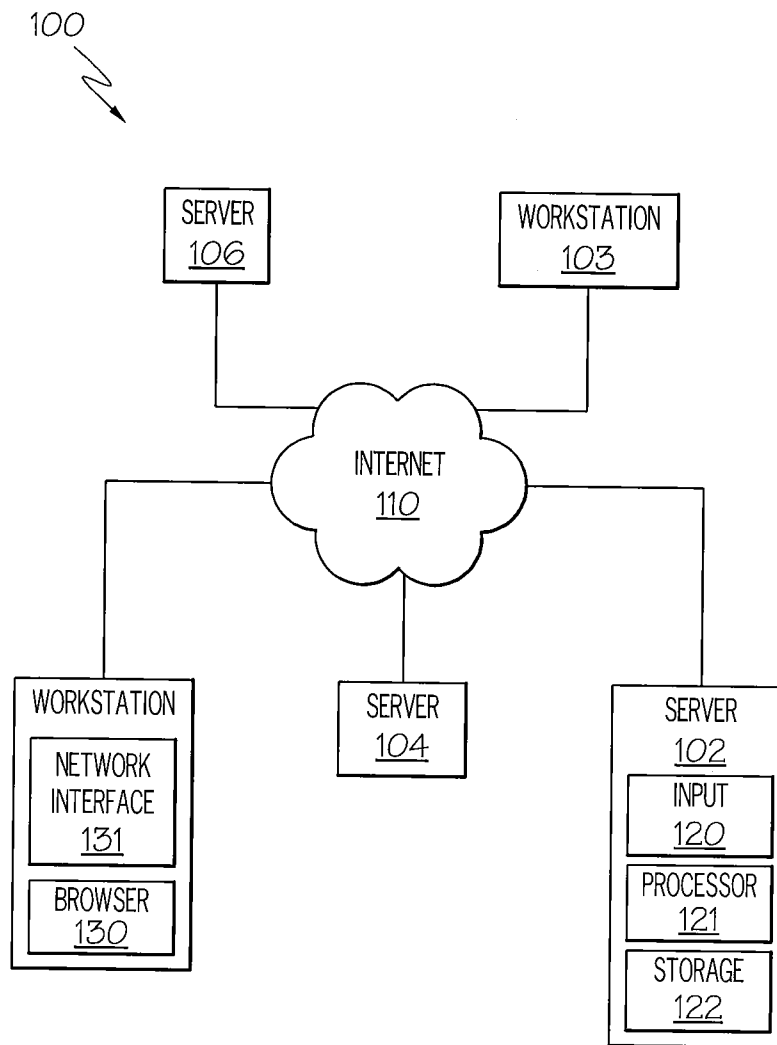 100
SERVER
106
WORKSTATION
103
INTERNET
110
WORKSTATION
NETWORK
INTERFACE
131
BROWSER
130
SERVER
104
SERVER
102
INPUT
120
PROCESSOR
121
STORAGE
122